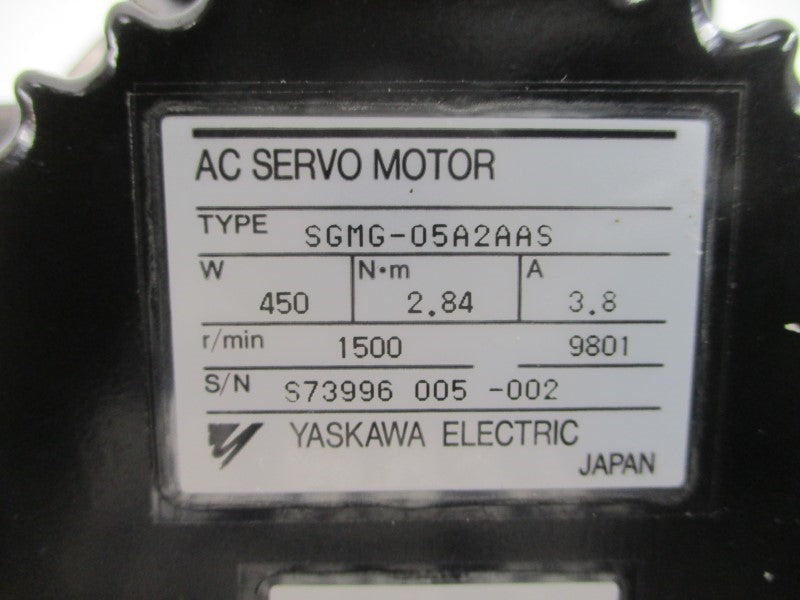 AC SERVO MOTOR
TYPE SGMG-05A2AAS
W 450 N•m 2.84 A 3.8
r/min 1500 9801
S/N S73996 005 -002
YASKAWA ELECTRIC
JAPAN